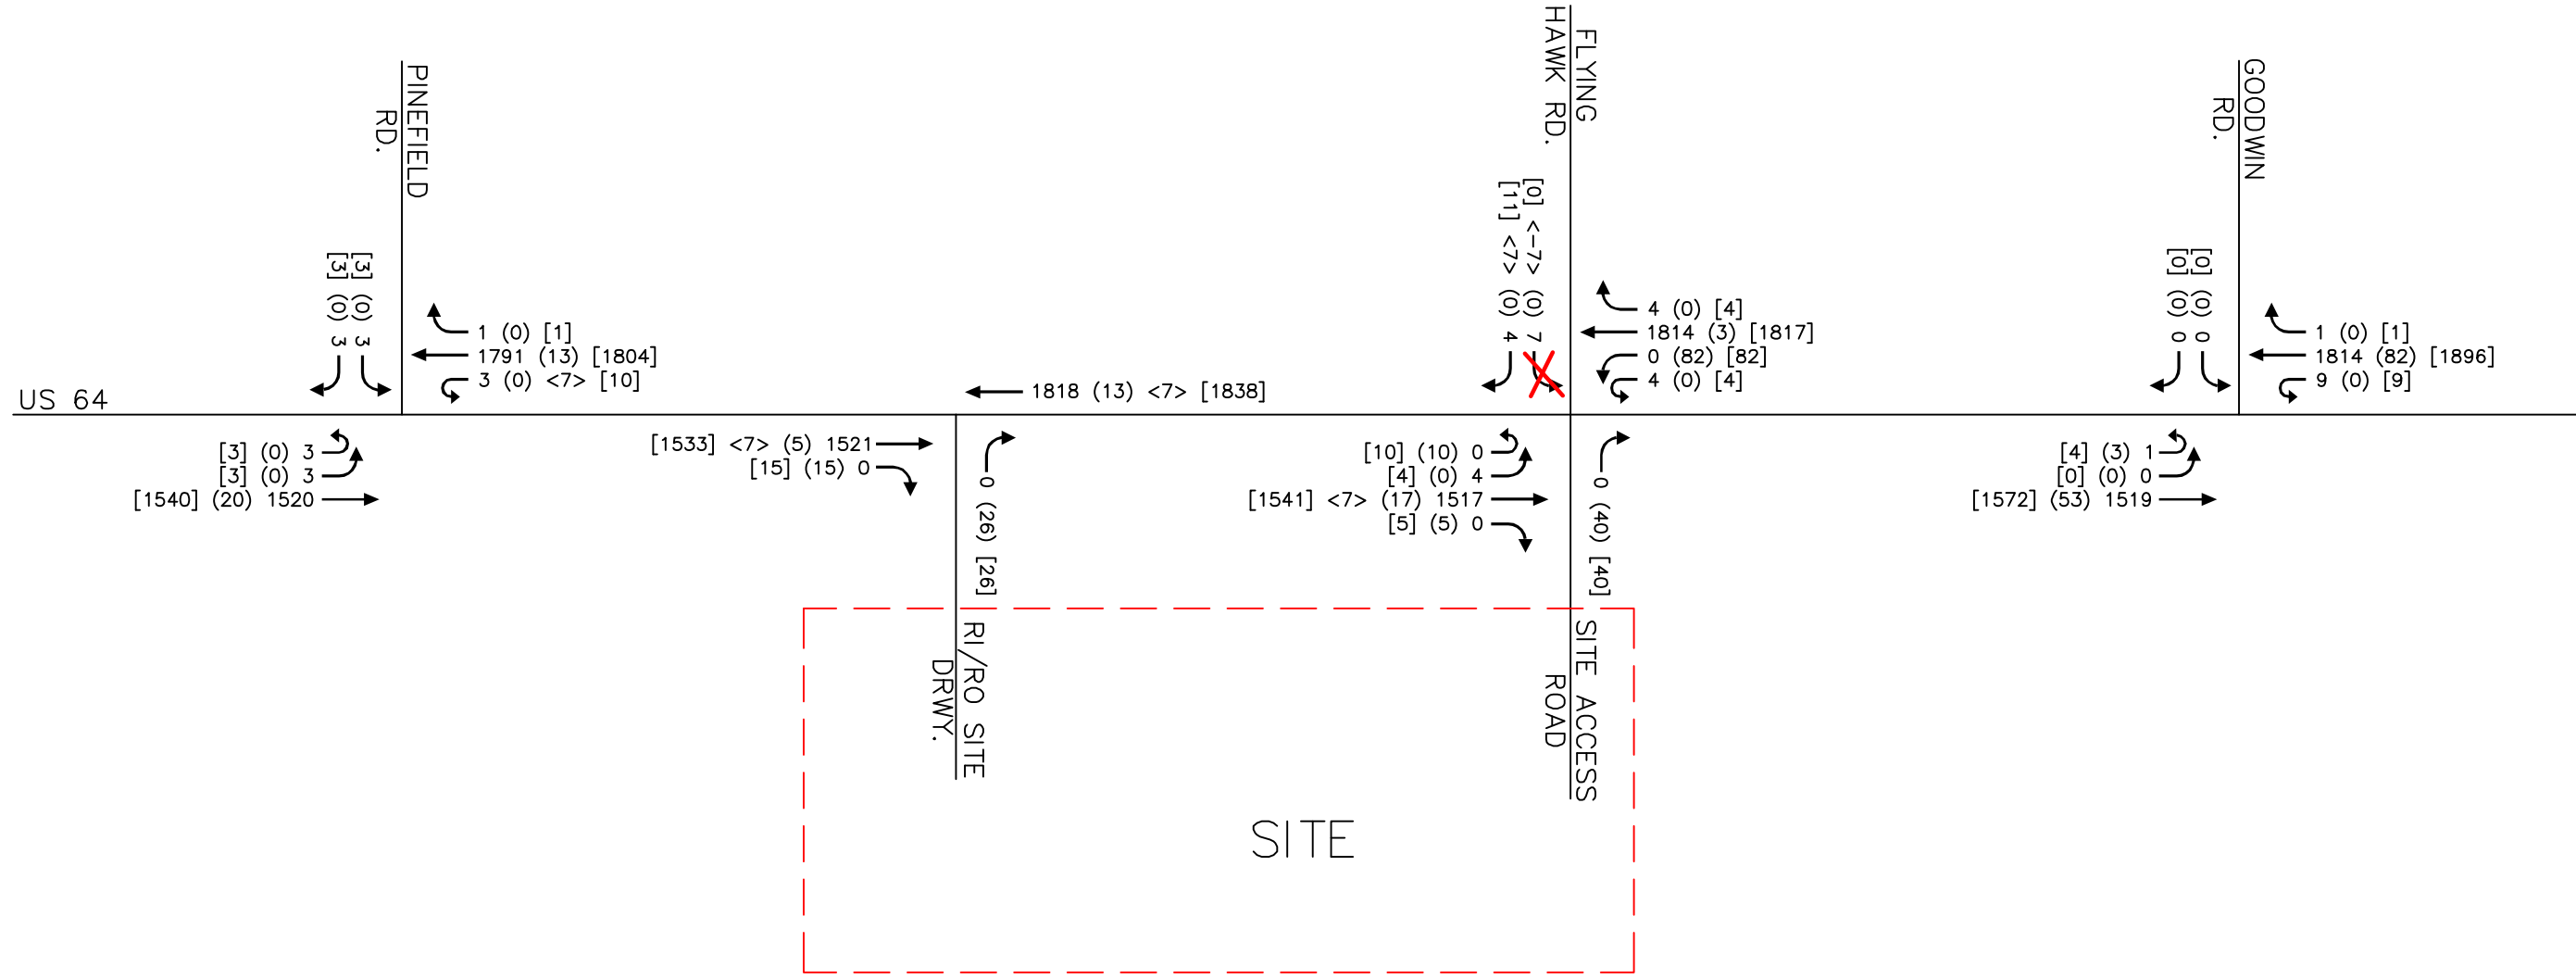 PINEFIELD
RD.
[3] (0) 3
[3] (0) 3
1 (0) [1]
1791 (13) [1804]
3 (0) <7> [10]
US 64
[3] (0) 3
[3] (0) 3
[1540] (20) 1520
1818 (13) <7> [1838]
[1533] <7> (5) 1521
[15] (15) 0
0 (26) [26]
RI/RO SITE
DRWY.
FLYING
HAWK RD.
[0] <-7> (0) 7
[11] <7> (0) 4
4 (0) [4]
1814 (3) [1817]
0 (82) [82]
4 (0) [4]
[10] (10) 0
[4] (0) 4
[1541] <7> (17) 1517
[5] (5) 0
0 (40) [40]
SITE ACCESS
ROAD
SITE
GOODWIN
RD.
[0] (0) 0
[0] (0) 0
1 (0) [1]
1814 (82) [1896]
9 (0) [9]
[4] (3) 1
[0] (0) 0
[1572] (53) 1519